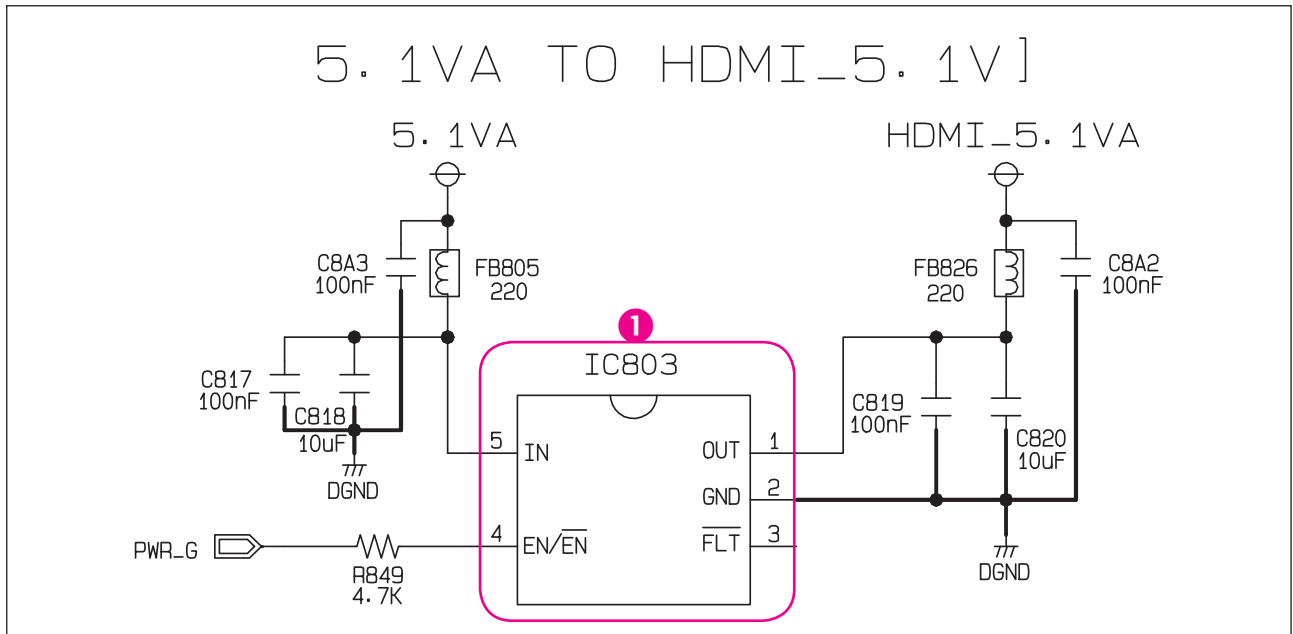 5. 1VA TO HDMI_5. 1V]
5. 1VA
HDMI_5. 1VA
C8A3
100nF
FB805
220
FB826
220
C8A2
100nF
1
IC803
C817
100nF
C818
10uF
DGND
C819
100nF
C820
10uF
5
IN
OUT
1
GND
2
4
EN/EN
FLT
3
PWR_G
R849
4. 7K
DGND